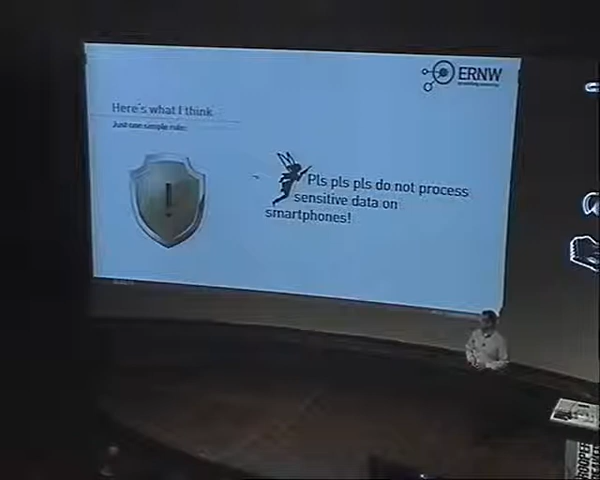 ERNW
Here's what I think
Just one simple rule:
!
Pls pls pls do not process
sensitive data on
smartphones!